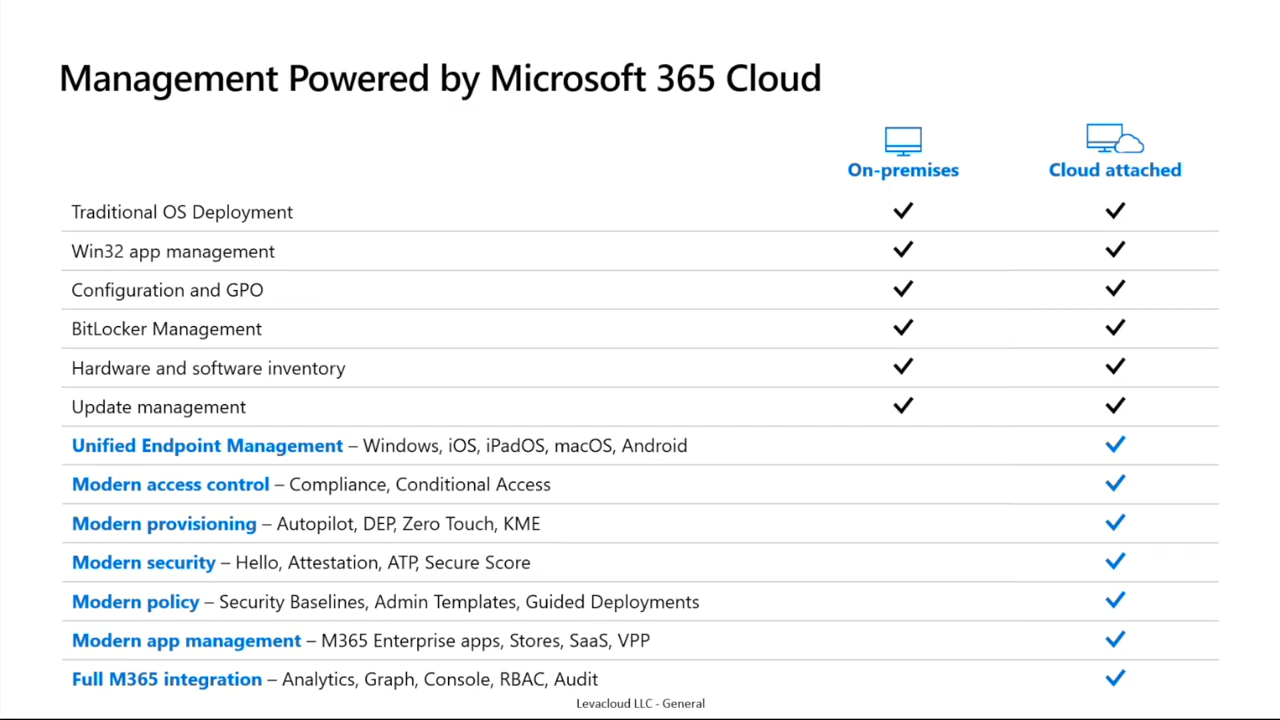 Management Powered by Microsoft 365 Cloud
On-premises
Cloud attached
Traditional OS Deployment
Win32 app management
Configuration and GPO
BitLocker Management
Hardware and software inventory
Update management
Unified Endpoint Management – Windows, iOS, iPadOS, macOS, Android
Modern access control – Compliance, Conditional Access
Modern provisioning – Autopilot, DEP, Zero Touch, KME
Modern security – Hello, Attestation, ATP, Secure Score
Modern policy – Security Baselines, Admin Templates, Guided Deployments
Modern app management – M365 Enterprise apps, Stores, SaaS, VPP
Full M365 integration – Analytics, Graph, Console, RBAC, Audit
Levacloud LLC - General